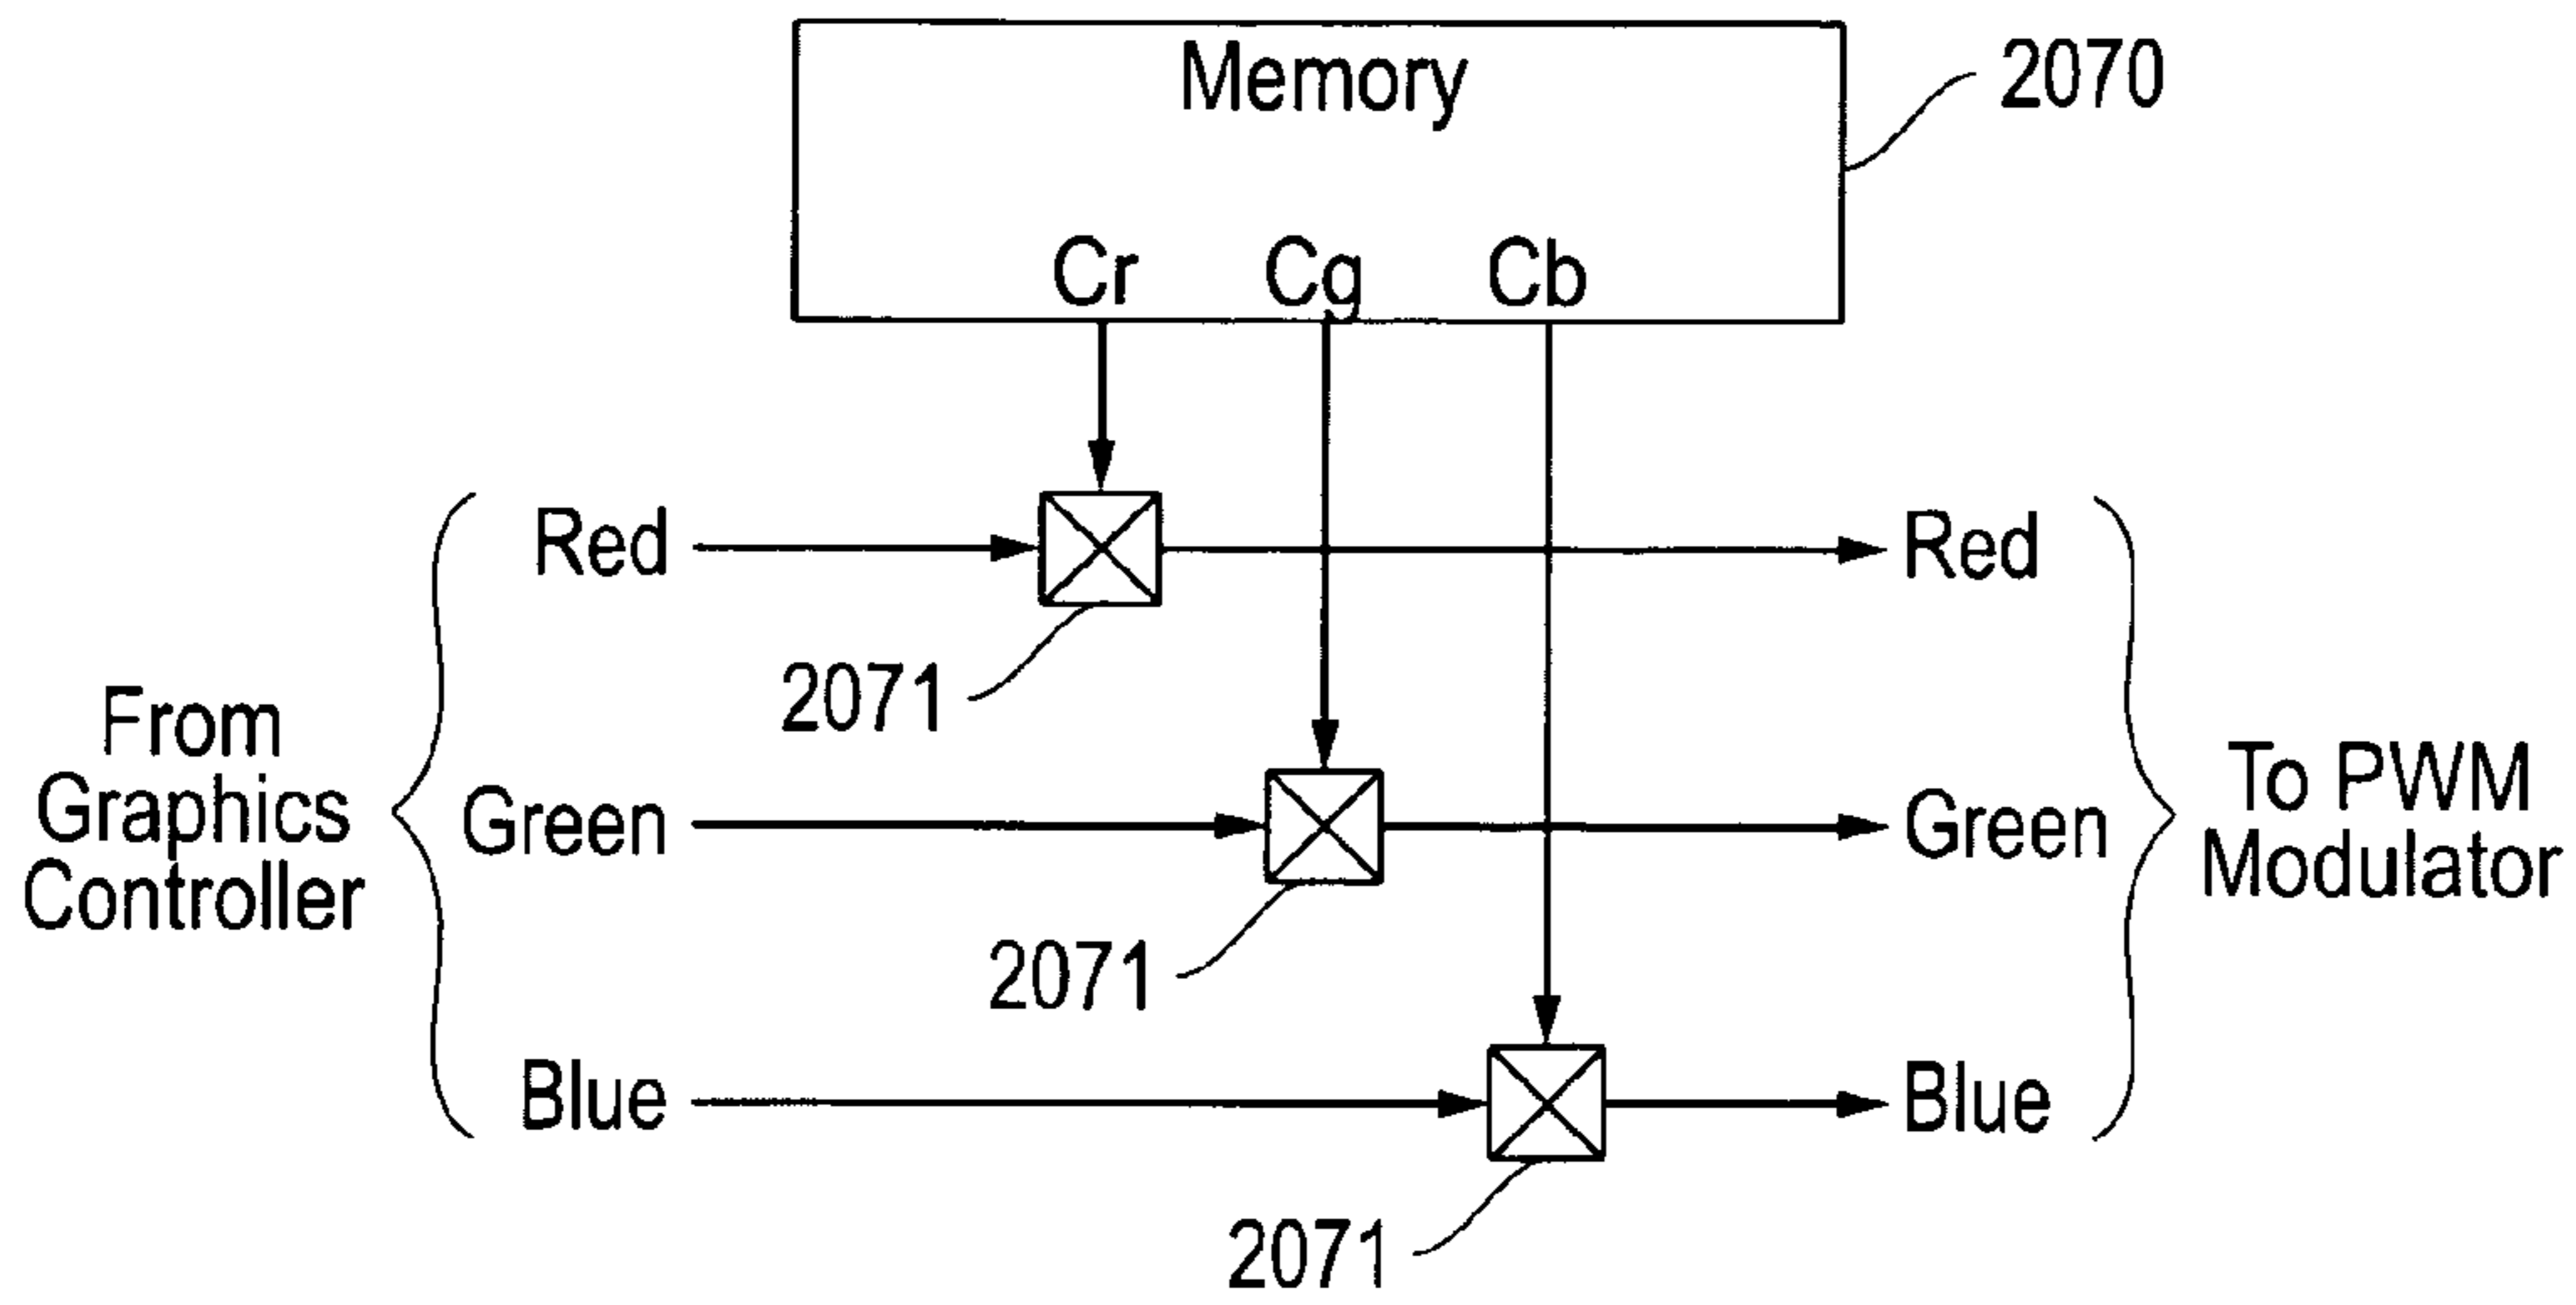 Memory
2070
Cr Cg Cb
Red
Red
2071
From
Graphics
Controller
Green
Green
To PWM
Modulator
2071
Blue
Blue
2071